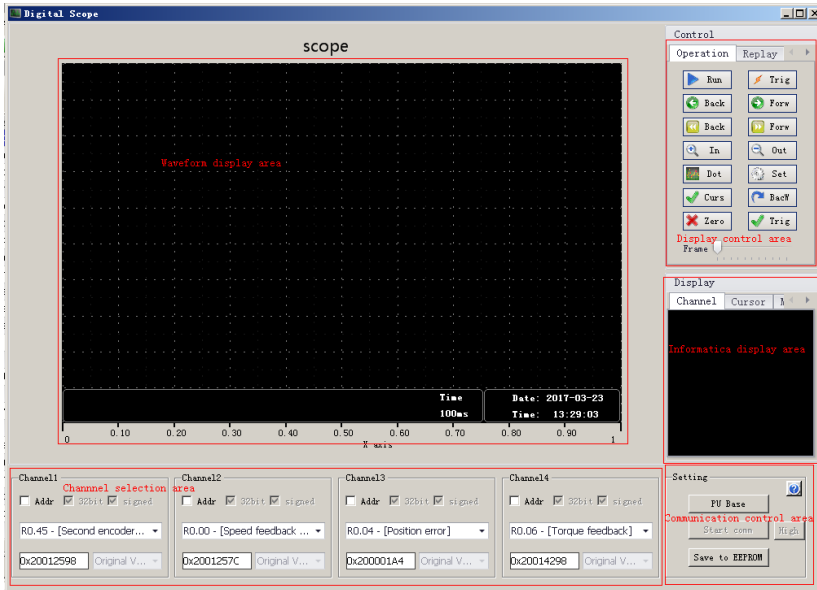 Digital Scope
scope
Waveform display area
Time
100ms
Date: 2017-03-23
Time: 13:29:03
0 0.10 0.20 0.30 0.40 0.50 0.60 0.70 0.80 0.90 1
X axis
Control
Operation Replay
Run Trig
Back Forw
Back Forw
In Out
Dot Set
Curs BacW
Zero Trig
Display control area
Frame
Display
Channel Cursor
Informatica display area
Channel1 Channel2 Channel3 Channel4
Channnel selection area
Addr 32bit signed Addr 32bit signed Addr 32bit signed Addr 32bit signed
R0.45 - [Second encoder... R0.00 - [Speed feedback ... R0.04 - [Position error] R0.06 - [Torque feedback]
0x20012598 Original V... 0x2001257C Original V... 0x200001A4 Original V... 0x20014298 Original V...
Setting
?
PU Base
Communication control area
Start comm High
Save to EEPROM